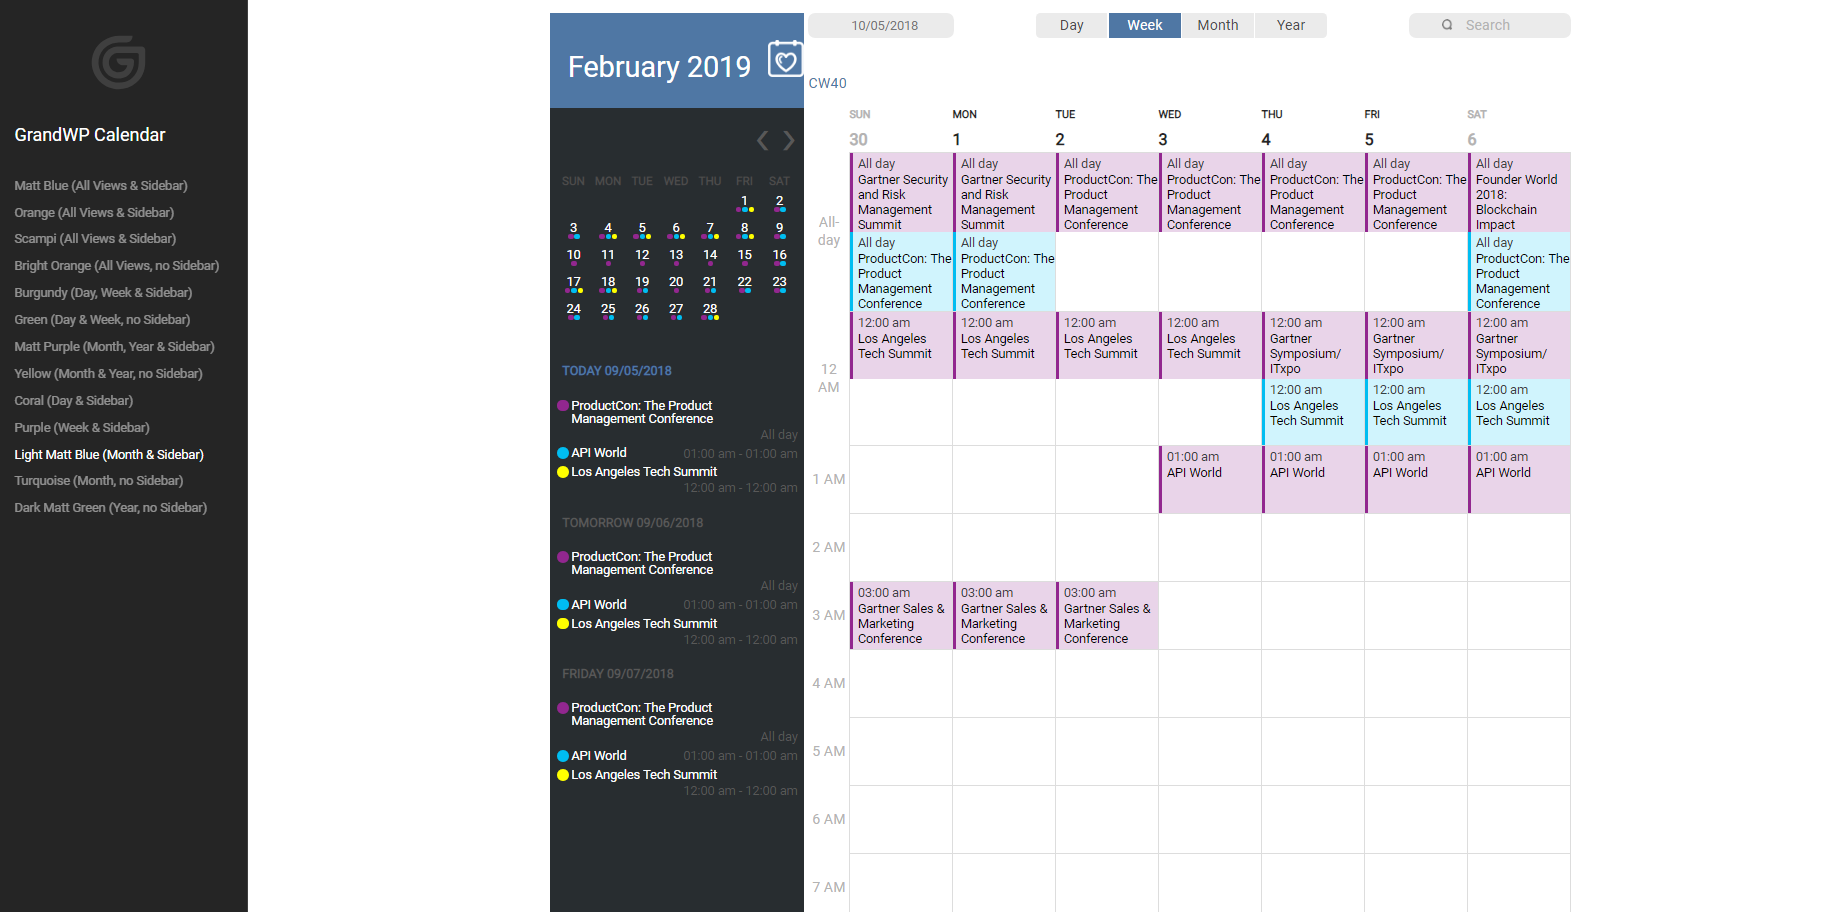 GrandWP Calendar
Matt Blue (All Views & Sidebar)
Orange (All Views & Sidebar)
Scampi (All Views & Sidebar)
Bright Orange (All Views, no Sidebar)
Burgundy (Day, Week & Sidebar)
Green (Day & Week, no Sidebar)
Matt Purple (Month, Year & Sidebar)
Yellow (Month & Year, no Sidebar)
Coral (Day & Sidebar)
Purple (Week & Sidebar)
Light Matt Blue (Month & Sidebar)
Turquoise (Month, no Sidebar)
Dark Matt Green (Year, no Sidebar)
February 2019
SUN MON TUE WED THU FRI SAT
1 2
3 4 5 6 7 8 9
10 11 12 13 14 15 16
17 18 19 20 21 22 23
24 25 26 27 28
TODAY 09/05/2018
ProductCon: The Product
Management Conference
All day
API World 01:00 am - 01:00 am
Los Angeles Tech Summit
12:00 am - 12:00 am
TOMORROW 09/06/2018
ProductCon: The Product
Management Conference
All day
API World 01:00 am - 01:00 am
Los Angeles Tech Summit
12:00 am - 12:00 am
FRIDAY 09/07/2018
ProductCon: The Product
Management Conference
All day
API World 01:00 am - 01:00 am
Los Angeles Tech Summit
12:00 am - 12:00 am
10/05/2018 Day Week Month Year Search
CW40
SUN MON TUE WED THU FRI SAT
30 1 2 3 4 5 6
All-
day
All day
Gartner Security
and Risk
Management
Summit
All day
Gartner Security
and Risk
Management
Summit
All day
ProductCon: The
Product
Management
Conference
All day
ProductCon: The
Product
Management
Conference
All day
ProductCon: The
Product
Management
Conference
All day
ProductCon: The
Product
Management
Conference
All day
Founder World
2018:
Blockchain
Impact
All day
ProductCon: The
Product
Management
Conference
All day
ProductCon: The
Product
Management
Conference
All day
ProductCon: The
Product
Management
Conference
12
AM
12:00 am
Los Angeles
Tech Summit
12:00 am
Los Angeles
Tech Summit
12:00 am
Los Angeles
Tech Summit
12:00 am
Los Angeles
Tech Summit
12:00 am
Gartner
Symposium/
ITxpo
12:00 am
Gartner
Symposium/
ITxpo
12:00 am
Gartner
Symposium/
ITxpo
12:00 am
Los Angeles
Tech Summit
12:00 am
Los Angeles
Tech Summit
12:00 am
Los Angeles
Tech Summit
1 AM
01:00 am
API World
01:00 am
API World
01:00 am
API World
01:00 am
API World
2 AM
3 AM
03:00 am
Gartner Sales &
Marketing
Conference
03:00 am
Gartner Sales &
Marketing
Conference
03:00 am
Gartner Sales &
Marketing
Conference
4 AM
5 AM
6 AM
7 AM